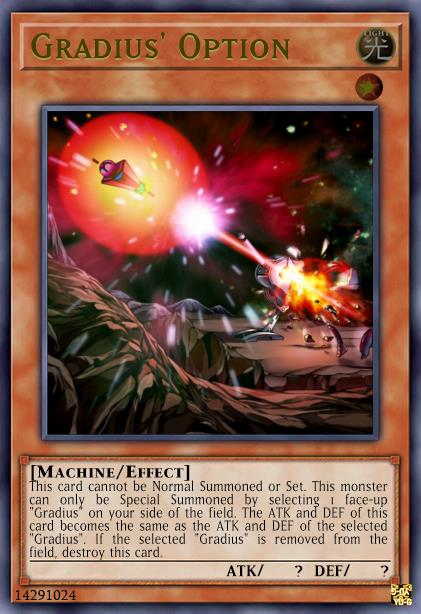 Gradius' Option
LIGHT
光
[Machine/Effect]
This card cannot be Normal Summoned or Set. This monster
can only be Special Summoned by selecting 1 face-up
"Gradius" on your side of the field. The ATK and DEF of this
card becomes the same as the ATK and DEF of the selected
"Gradius". If the selected "Gradius" is removed from the
field, destroy this card.
ATK/ ? DEF/ ?
14291024